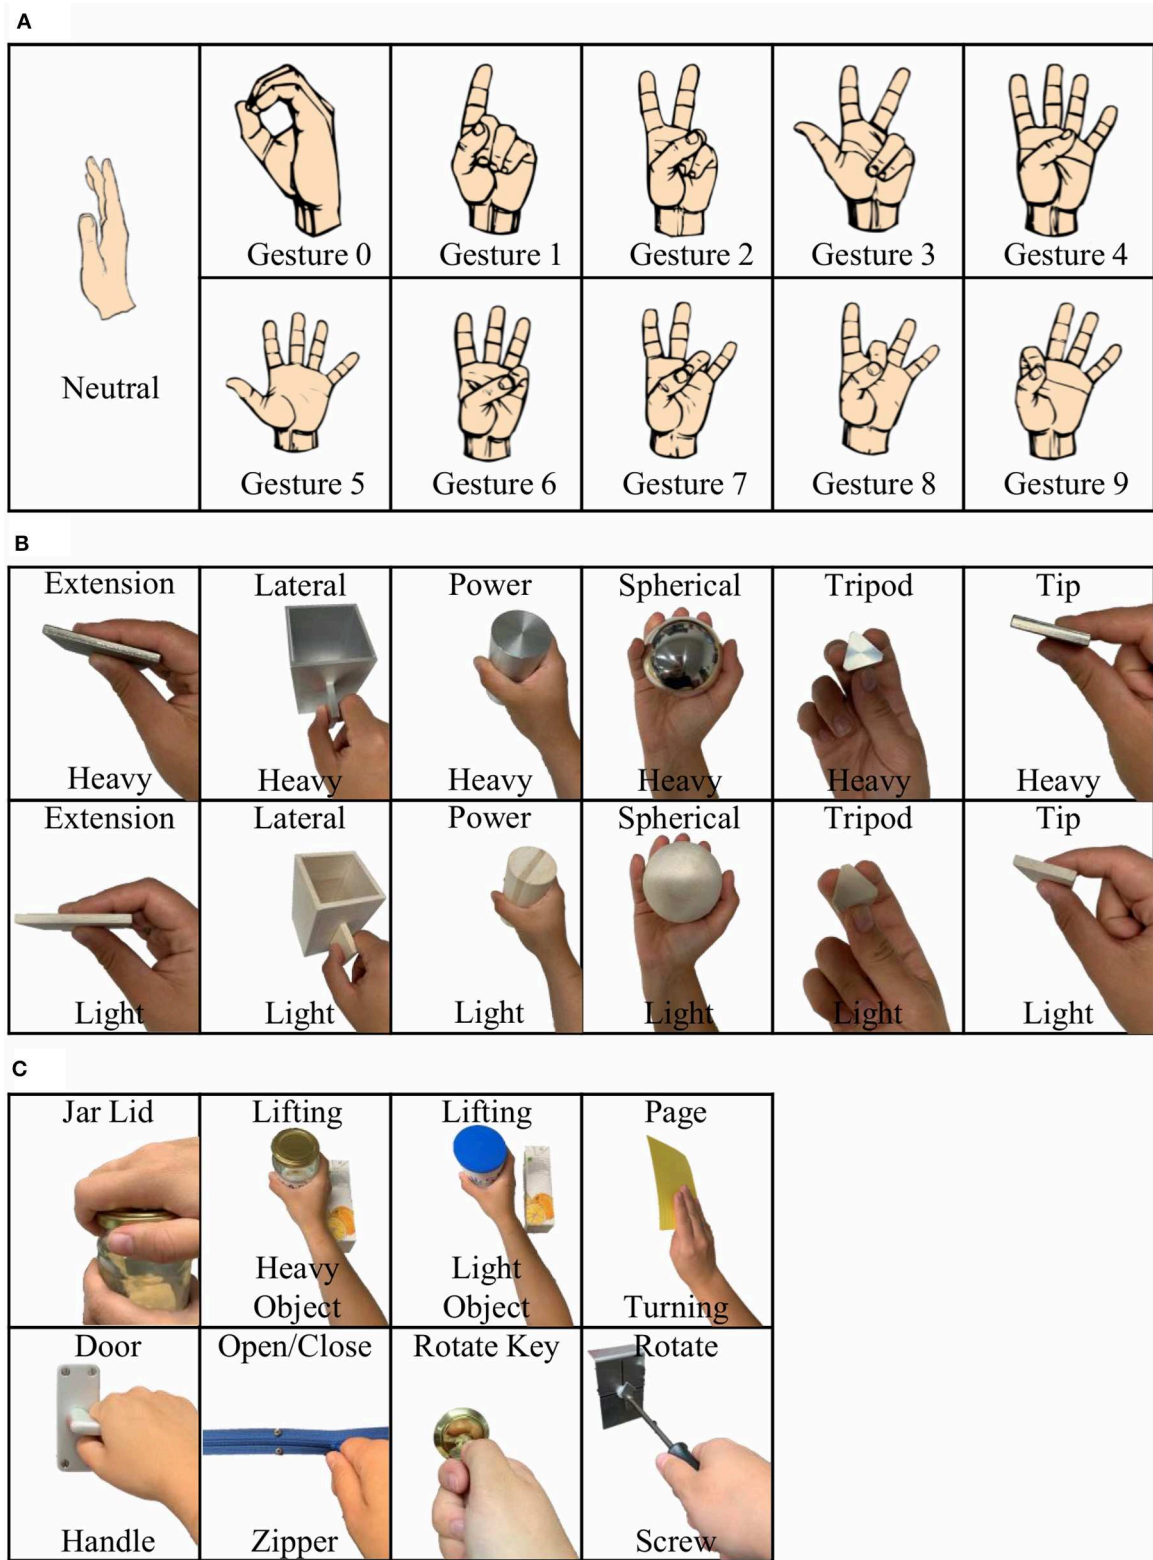 A
Neutral
Gesture 0
Gesture 1
Gesture 2
Gesture 3
Gesture 4
Gesture 5
Gesture 6
Gesture 7
Gesture 8
Gesture 9
B
Extension
Heavy
Lateral
Heavy
Power
Heavy
Spherical
Heavy
Tripod
Heavy
Tip
Heavy
Extension
Light
Lateral
Light
Power
Light
Spherical
Light
Tripod
Light
Tip
Light
C
Jar Lid
Lifting
Heavy
Object
Lifting
Light
Object
Page
Turning
Door
Handle
Open/Close
Zipper
Rotate Key
Rotate
Screw